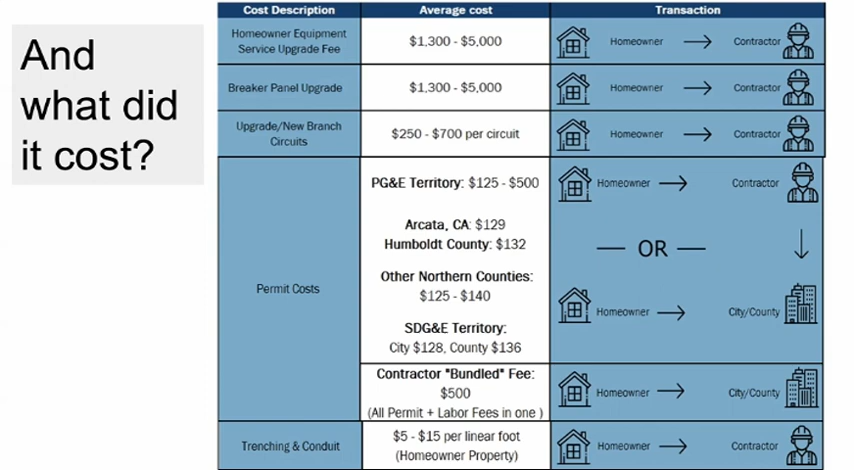 And
what did
it cost?
Cost Description Average cost Transaction
Homeowner Equipment
Service Upgrade Fee
$1,300 - $5,000
Homeowner Contractor
Breaker Panel Upgrade
$1,300 - $5,000
Homeowner Contractor
Upgrade/New Branch
Circuits
$250 - $700 per circuit
Homeowner Contractor
Permit Costs
PG&E Territory: $125 - $500
Arcata, CA: $129
Humboldt County: $132
Other Northern Counties:
$125 - $140
SDG&E Territory:
City $128, County $136
Homeowner Contractor
OR
Homeowner City/County
Contractor "Bundled" Fee:
$500
(All Permit + Labor Fees in one )
Homeowner City/County
Trenching & Conduit
$5 - $15 per linear foot
(Homeowner Property)
Homeowner Contractor